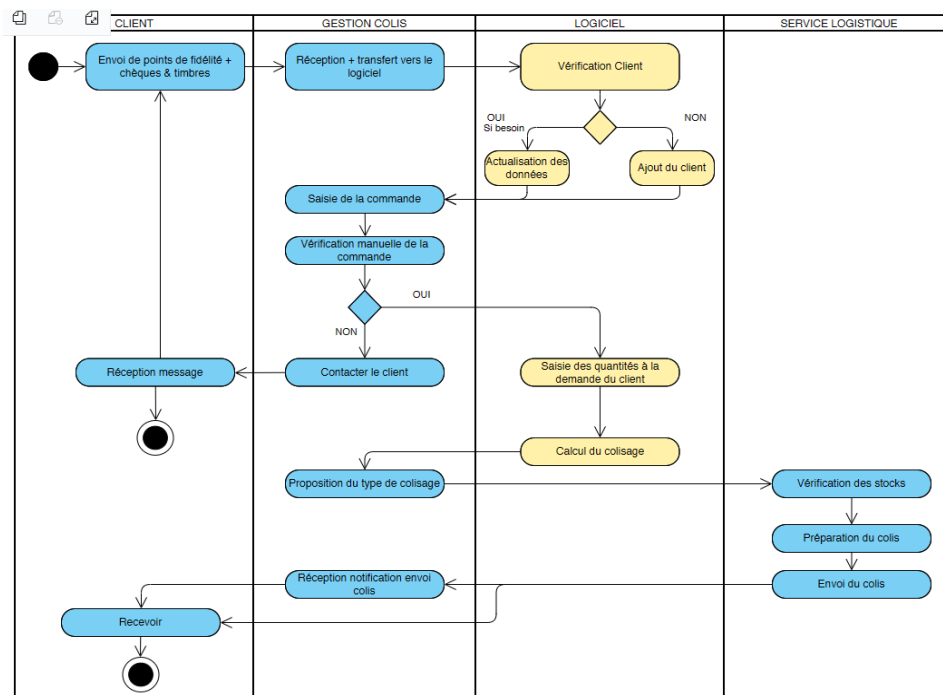 CLIENT
GESTION COLIS
LOGICIEL
SERVICE LOGISTIQUE
Envoi de points de fidélité +
chèques & timbres
Réception + transfert vers le
logiciel
Vérification Client
OUI
Si besoin
NON
Actualisation des
données
Ajout du client
Saisie de la commande
Vérification manuelle de la
commande
OUI
NON
Réception message
Contacter le client
Saisie des quantités à la
demande du client
Calcul du colisage
Proposition du type de colisage
Vérification des stocks
Préparation du colis
Réception notification envoi
colis
Envoi du colis
Recevoir